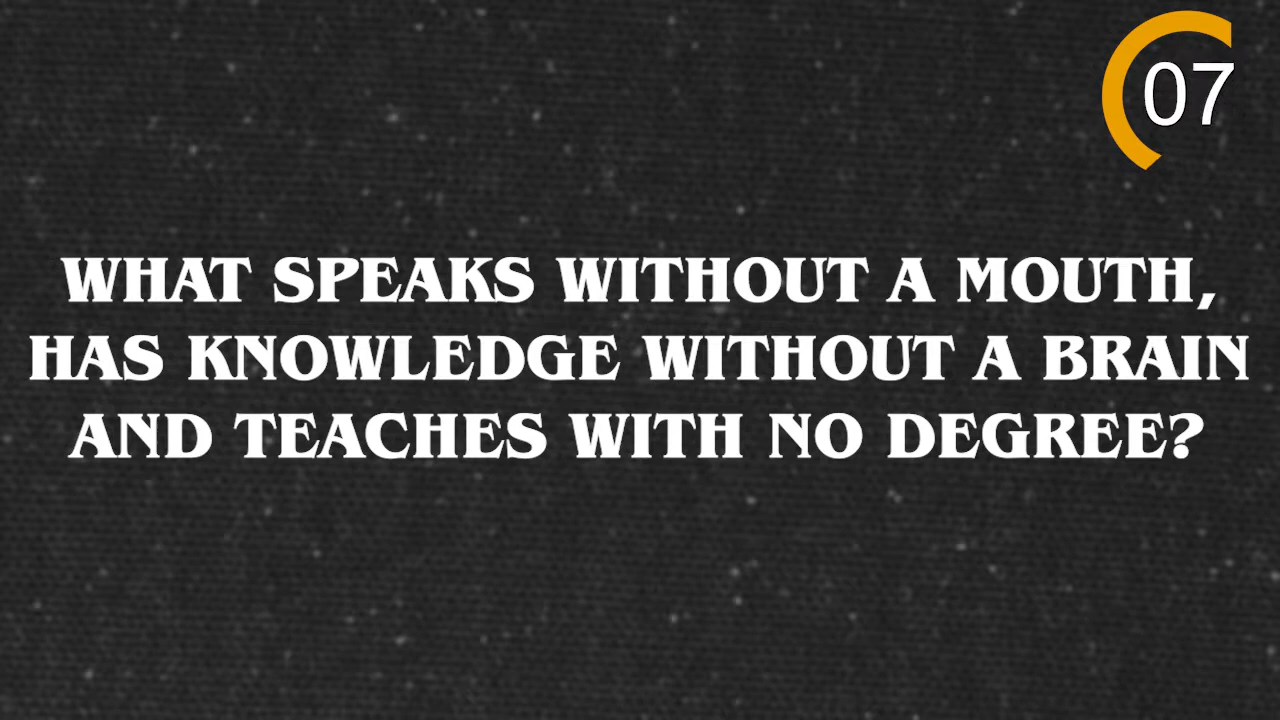 07
WHAT SPEAKS WITHOUT A MOUTH,
HAS KNOWLEDGE WITHOUT A BRAIN
AND TEACHES WITH NO DEGREE?